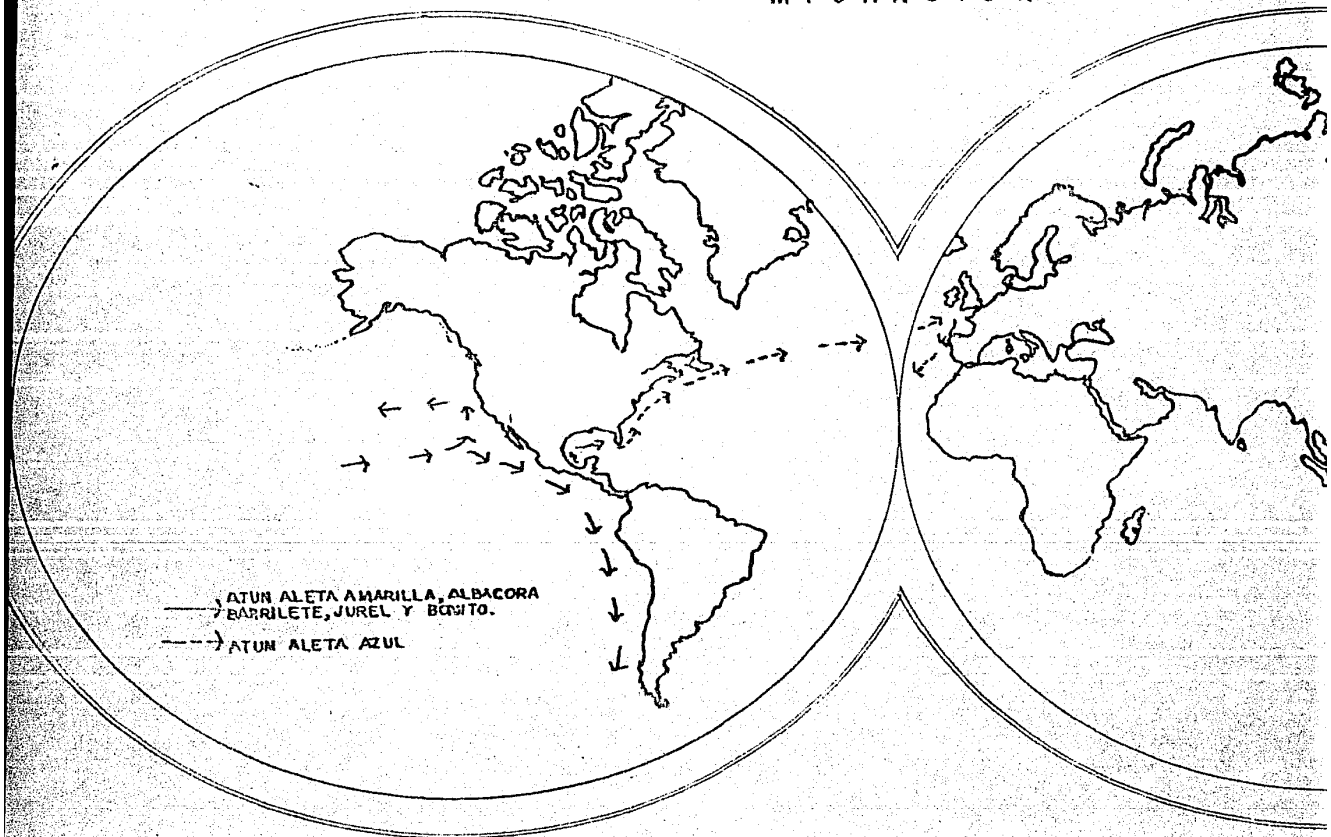 ATUN ALETA AMARILLA, ALBACORA
BARRILETE, JUREL Y BONITO.
ATUN ALETA AZUL